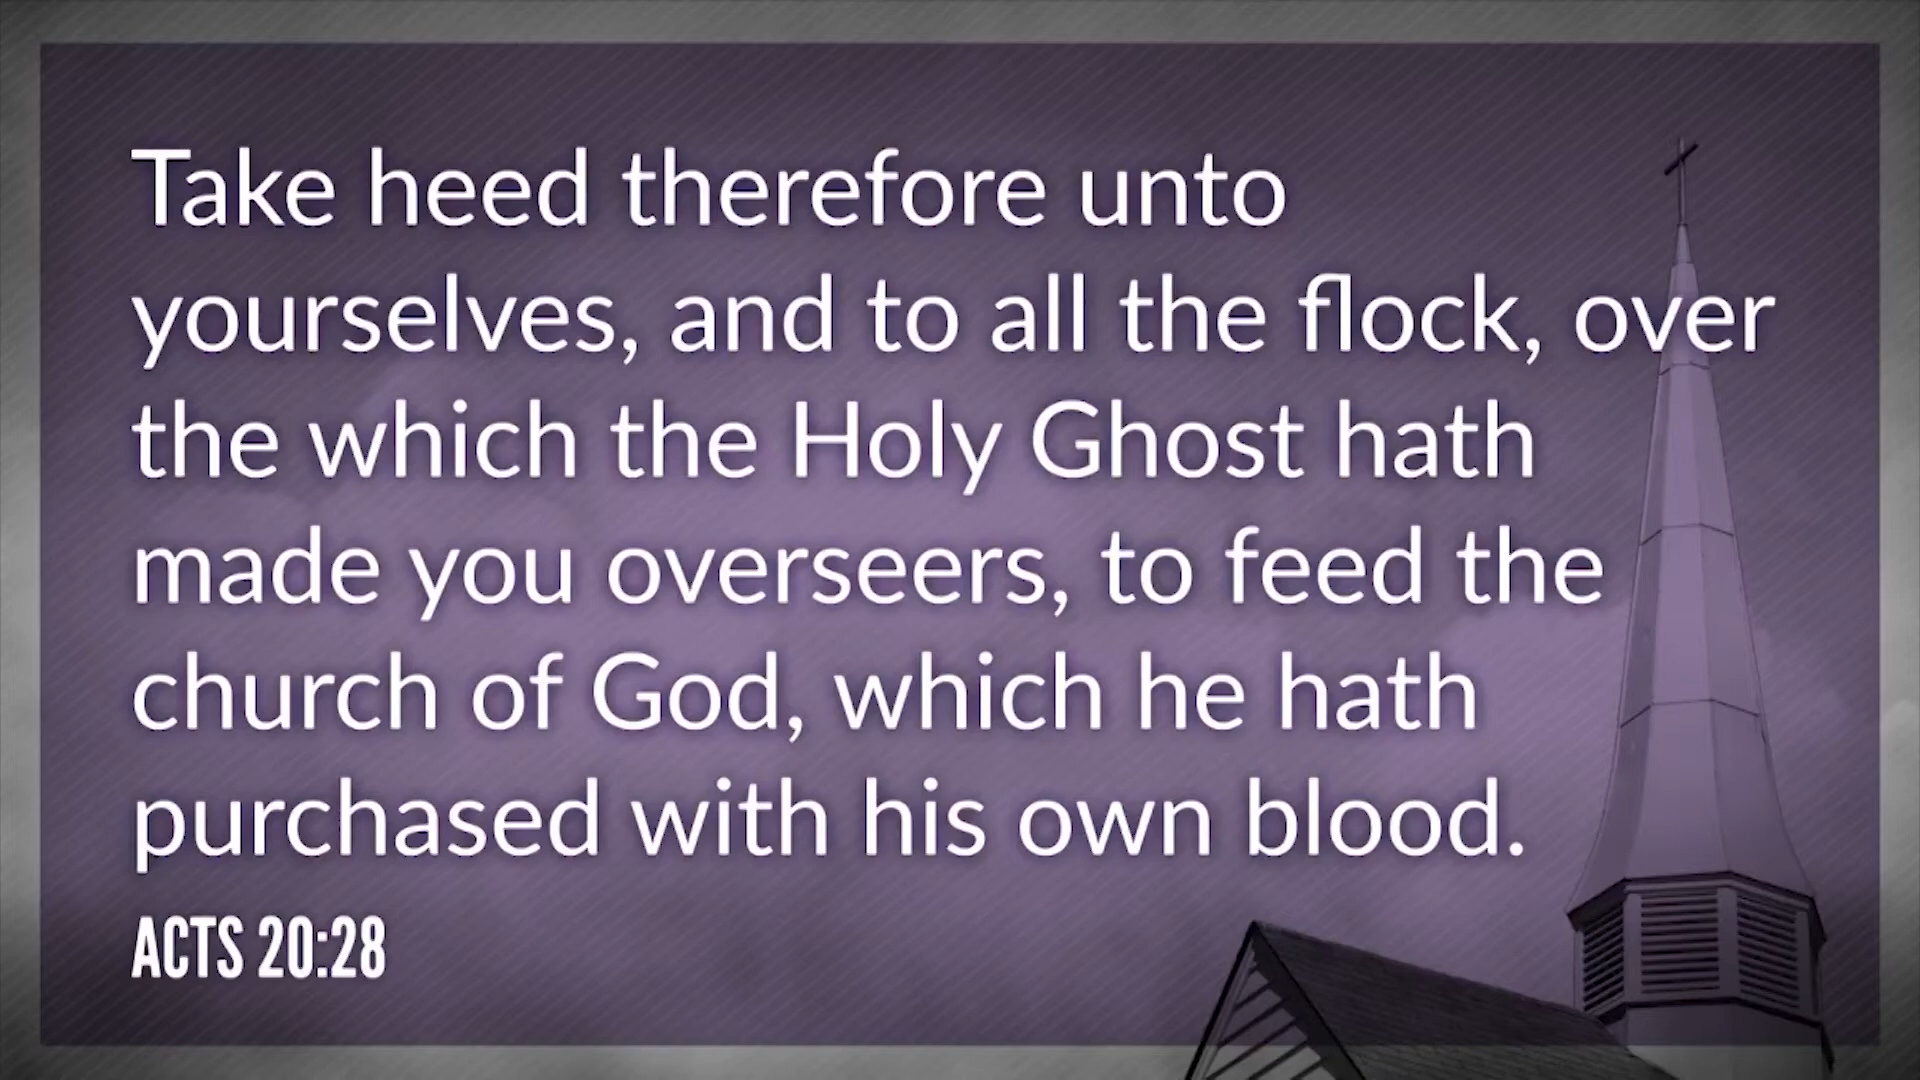 Take heed therefore unto
yourselves, and to all the flock, over
the which the Holy Ghost hath
made you overseers, to feed the
church of God, which he hath
purchased with his own blood.
ACTS 20:28